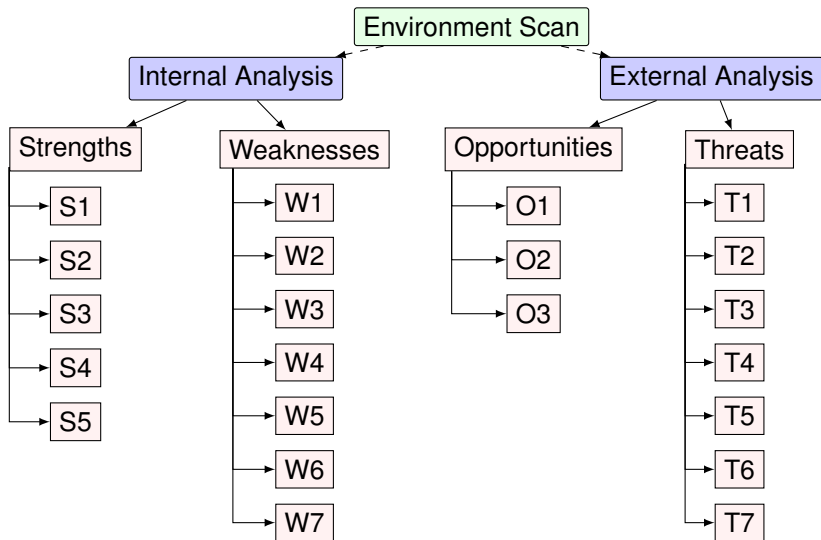 Environment Scan
Internal Analysis
External Analysis
Strengths
Weaknesses
Opportunities
Threats
S1
S2
S3
S4
S5
W1
W2
W3
W4
W5
W6
W7
O1
O2
O3
T1
T2
T3
T4
T5
T6
T7